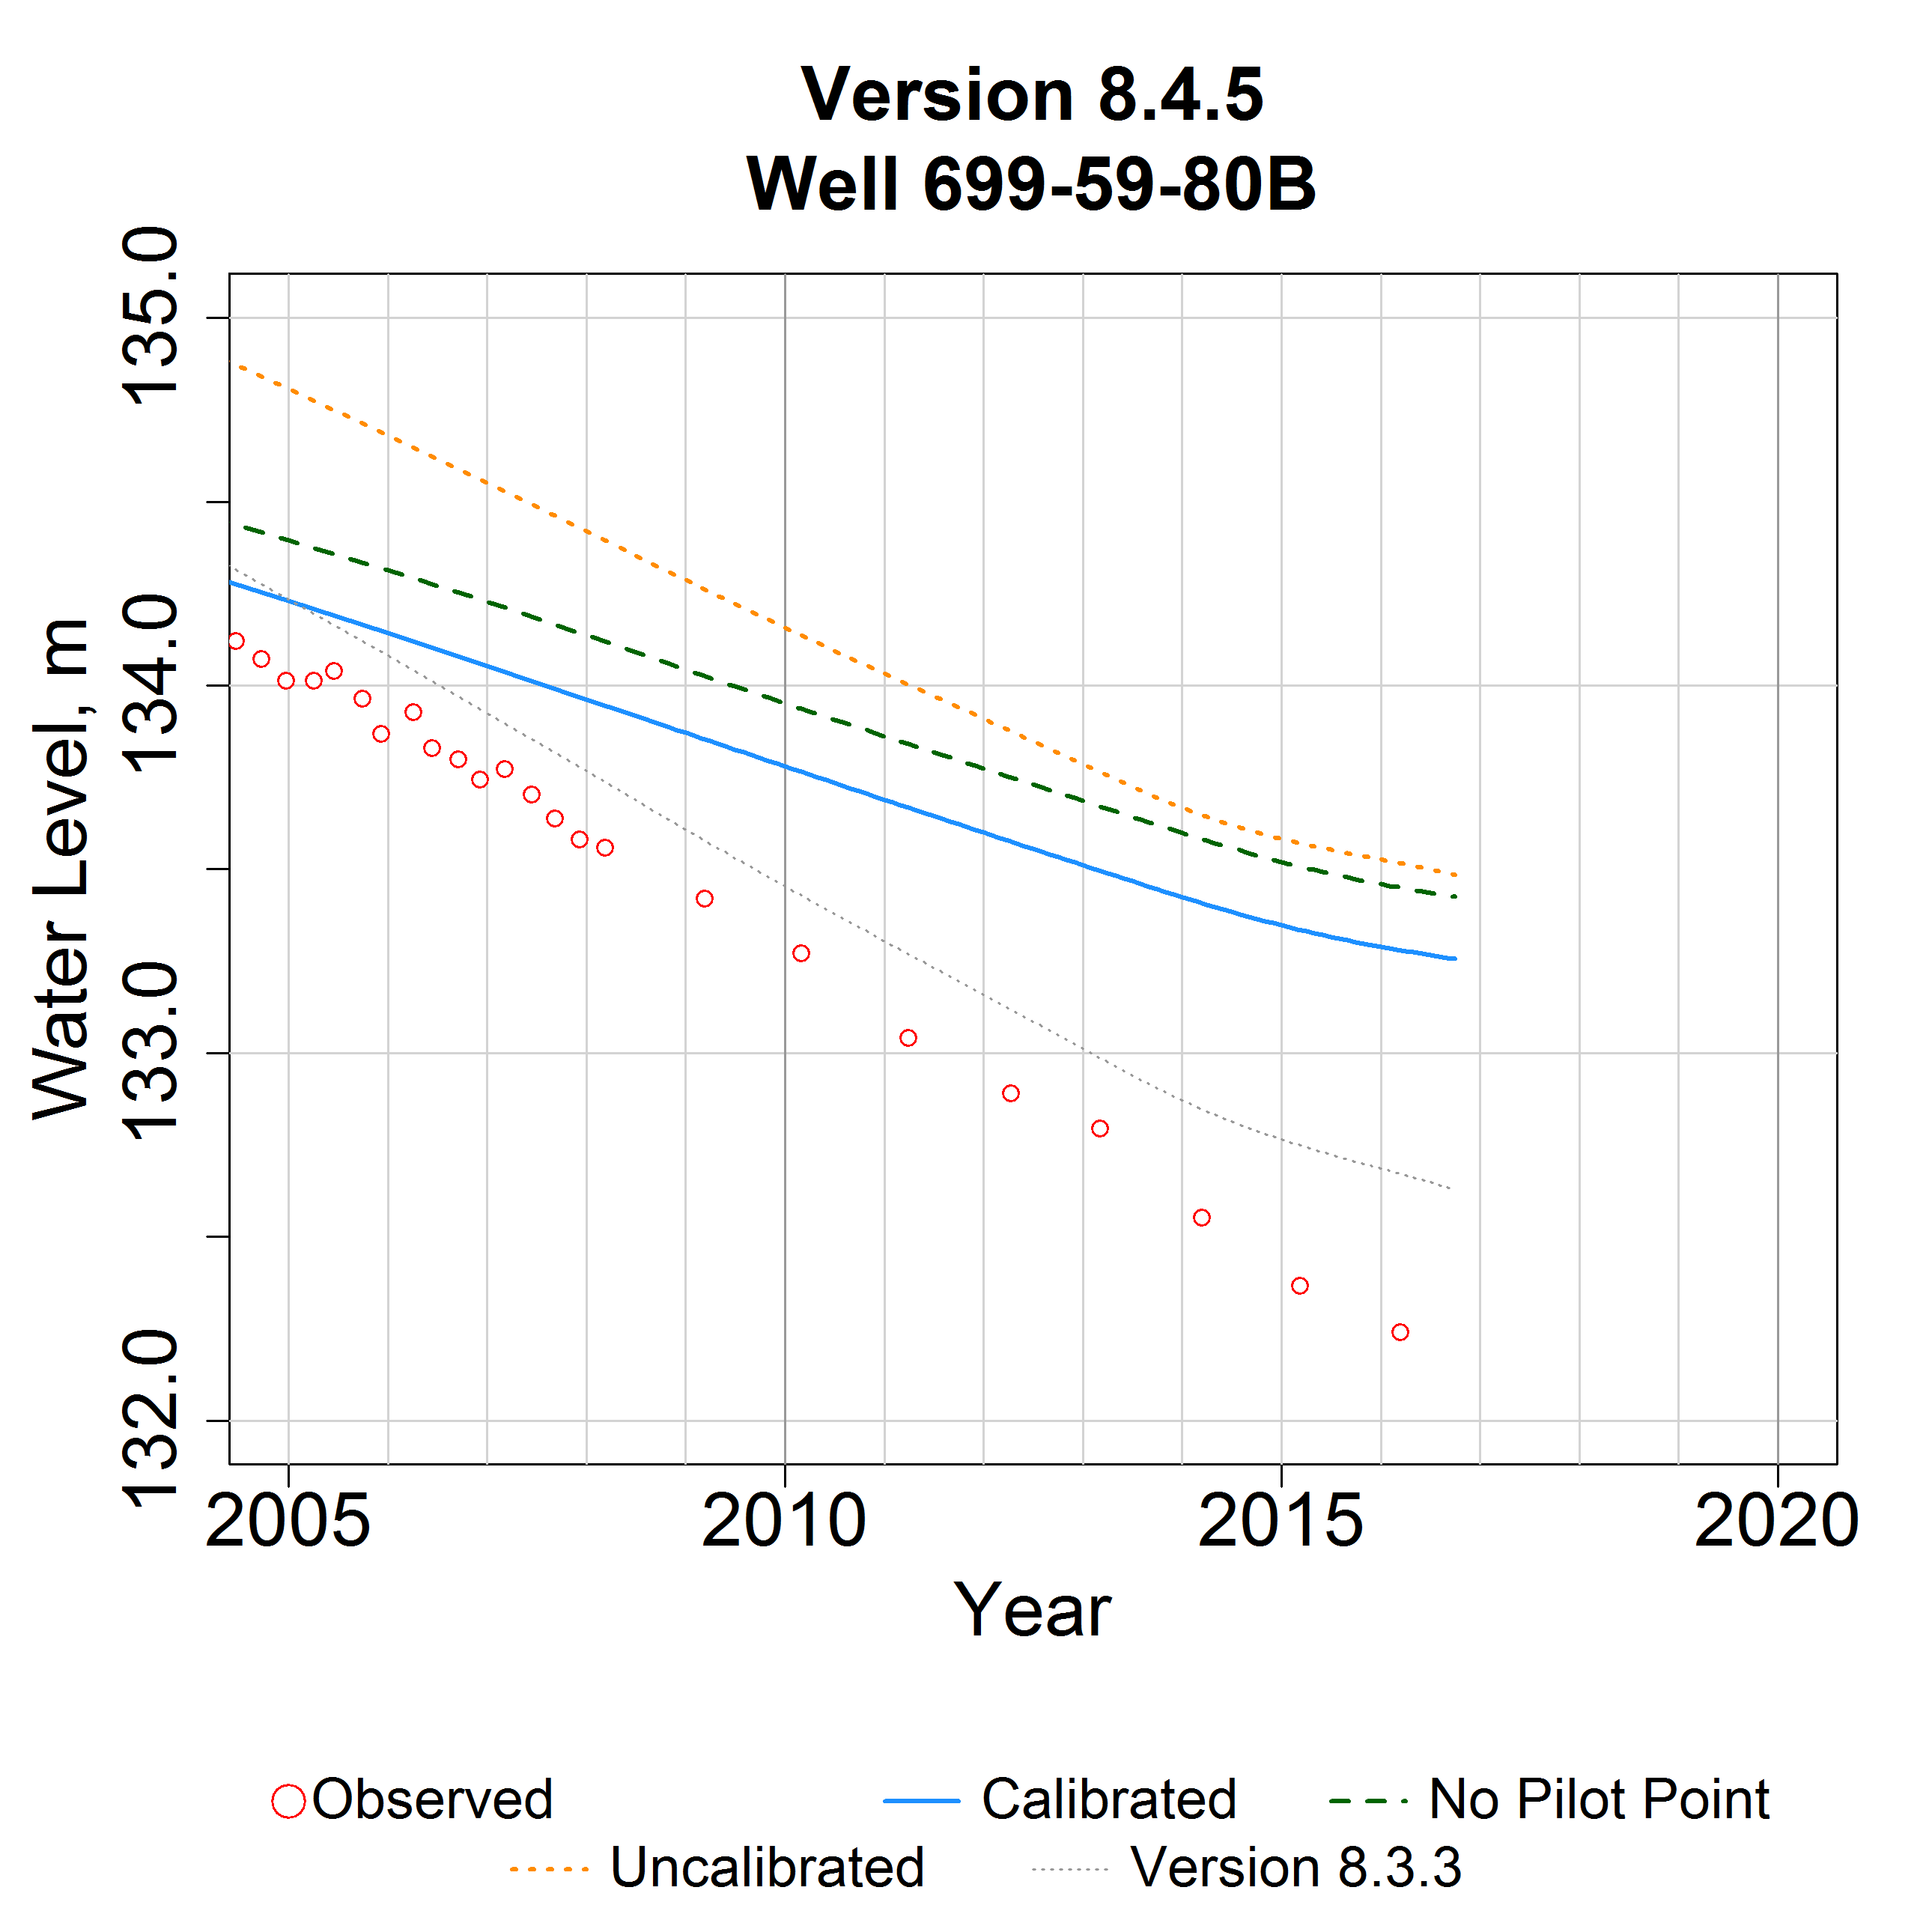 Version 8.4.5
Well 699-59-80B
135.0
134.0
133.0
132.0
Water Level, m
2005 2010 2015 2020
Year
Observed Calibrated No Pilot Point
Uncalibrated Version 8.3.3